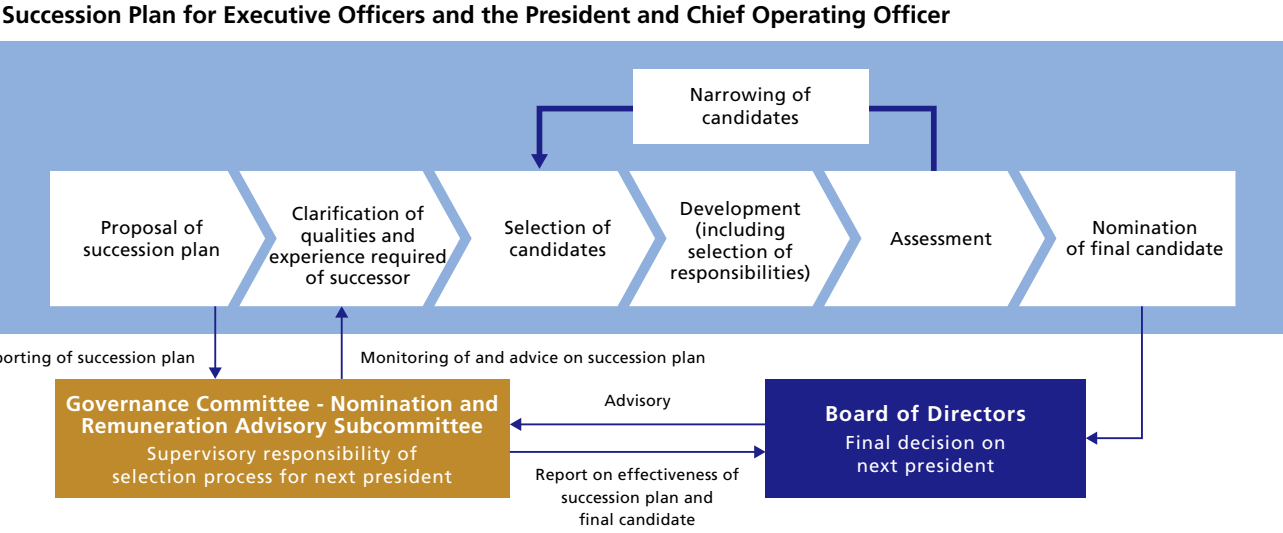 Succession Plan for Executive Officers and the President and Chief Operating Officer
Narrowing of
candidates
Proposal of
succession plan
Clarification of
qualities and
experience required
of successor
Selection of
candidates
Development
(including
selection of
responsibilities)
Assessment
Nomination
of final candidate
of succession plan
Monitoring of and advice on succession plan
Governance Committee - Nomination and
Remuneration Advisory Subcommittee
Supervisory responsibility of
selection process for next president
Advisory
Report on effectiveness of
succession plan and
final candidate
Board of Directors
Final decision on
next president